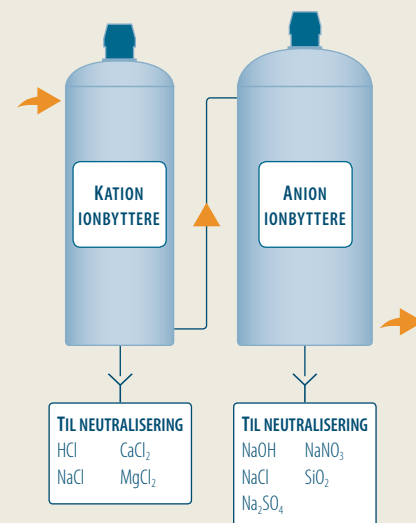 KATION
IONBYTTERE
ANION
IONBYTTERE
TIL NEUTRALISERING
HCl CaCl₂
NaCl MgCl₂
TIL NEUTRALISERING
NaOH NaNO₃
NaCl SiO₂
Na₂SO₄